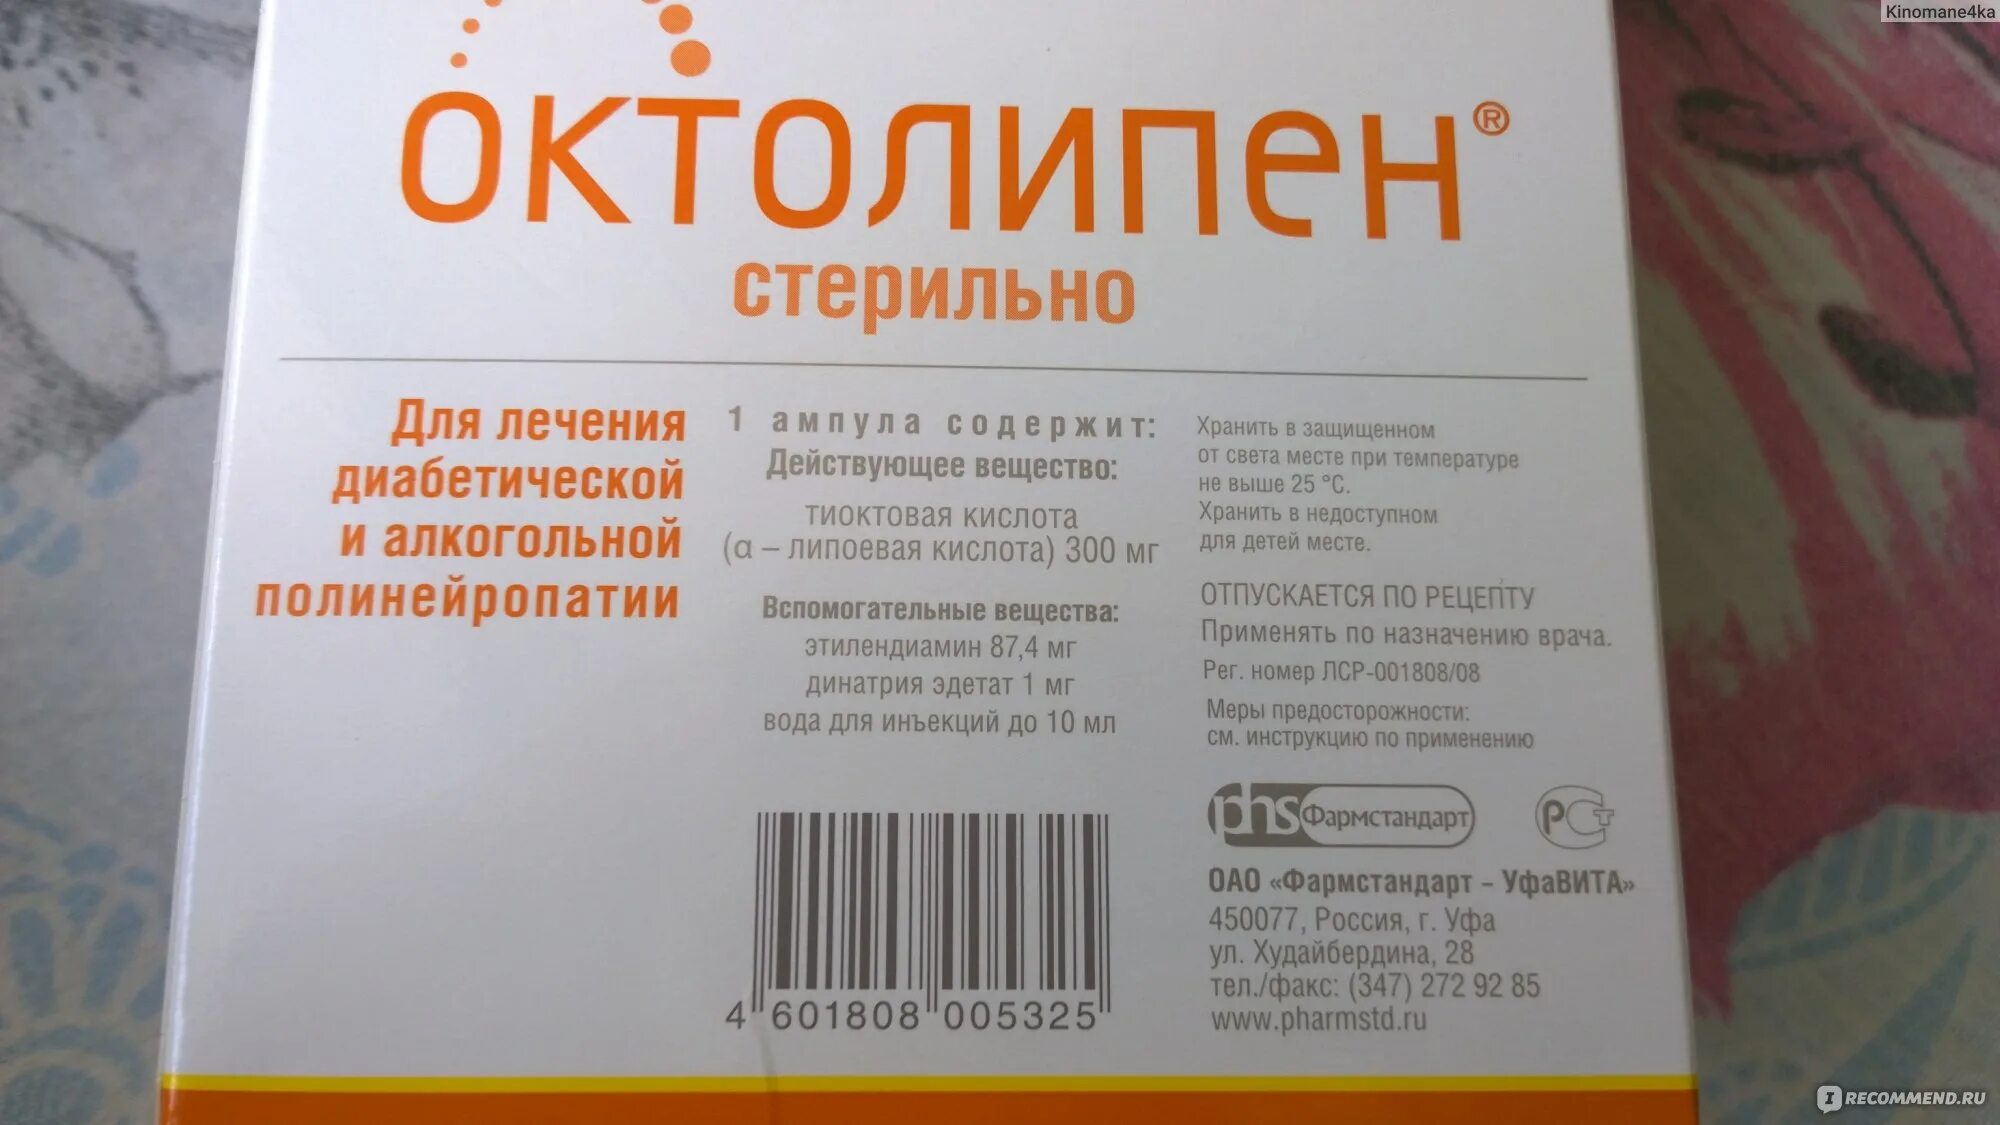 Kinomane4ka
ОКТОЛИПЕН®
стерильно
Для лечения
диабетической
и алкогольной
полинейропатии
1 ампула содержит:
Действующее вещество:
тиоктовая кислота
(α – липоевая кислота) 300 мг
Вспомогательные вещества:
этилендиамин 87,4 мг
динатрия эдетат 1 мг
вода для инъекций до 10 мл
4 601808 005325
Хранить в защищенном
от света месте при температуре
не выше 25 °C.
Хранить в недоступном
для детей месте.
ОТПУСКАЕТСЯ ПО РЕЦЕПТУ
Применять по назначению врача.
Рег. номер ЛСР-001808/08
Меры предосторожности:
см. инструкцию по применению
phs Фармстандарт
РСТ
ОАО «Фармстандарт - УфаВИТА»
450077, Россия, г. Уфа
ул. Худайбердина, 28
тел./факс: (347) 272 92 85
www.pharmstd.ru
I RECOMMEND.RU